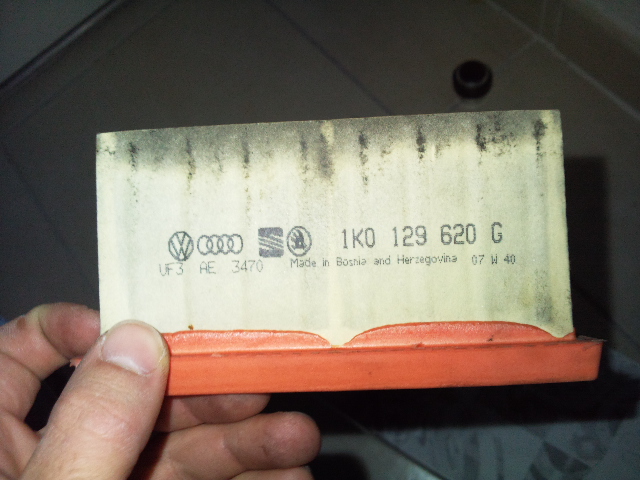 1K0 129 620 G
UF3 AE 3470 Made in Bosnia and Herzegovina 07 W 40